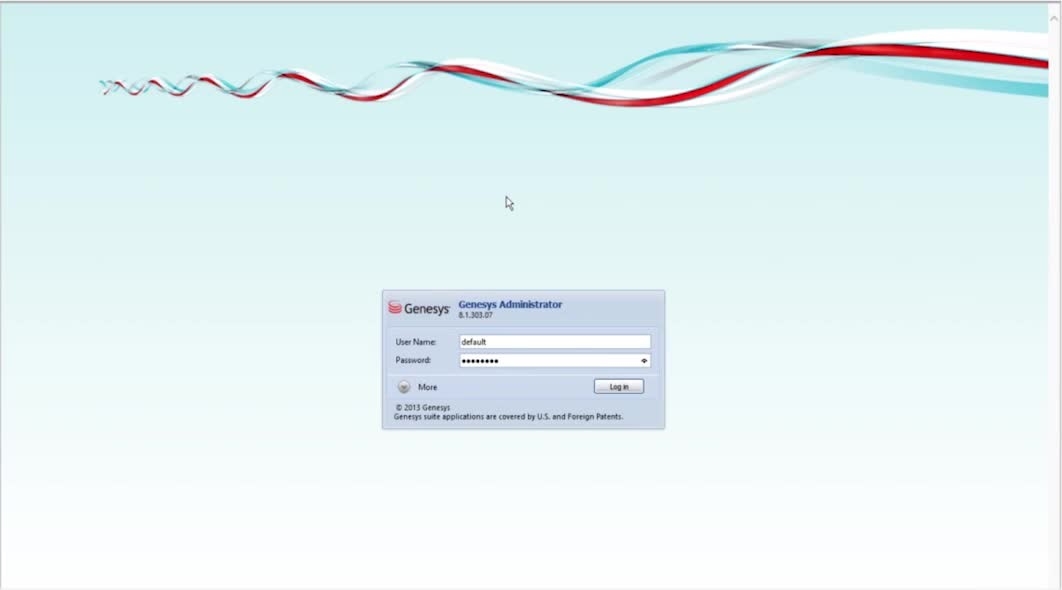 Genesys
Genesys Administrator
8.1.303.07
User Name:
default
Password:
••••••••
More
Log in
© 2013 Genesys
Genesys suite applications are covered by U.S. and Foreign Patents.